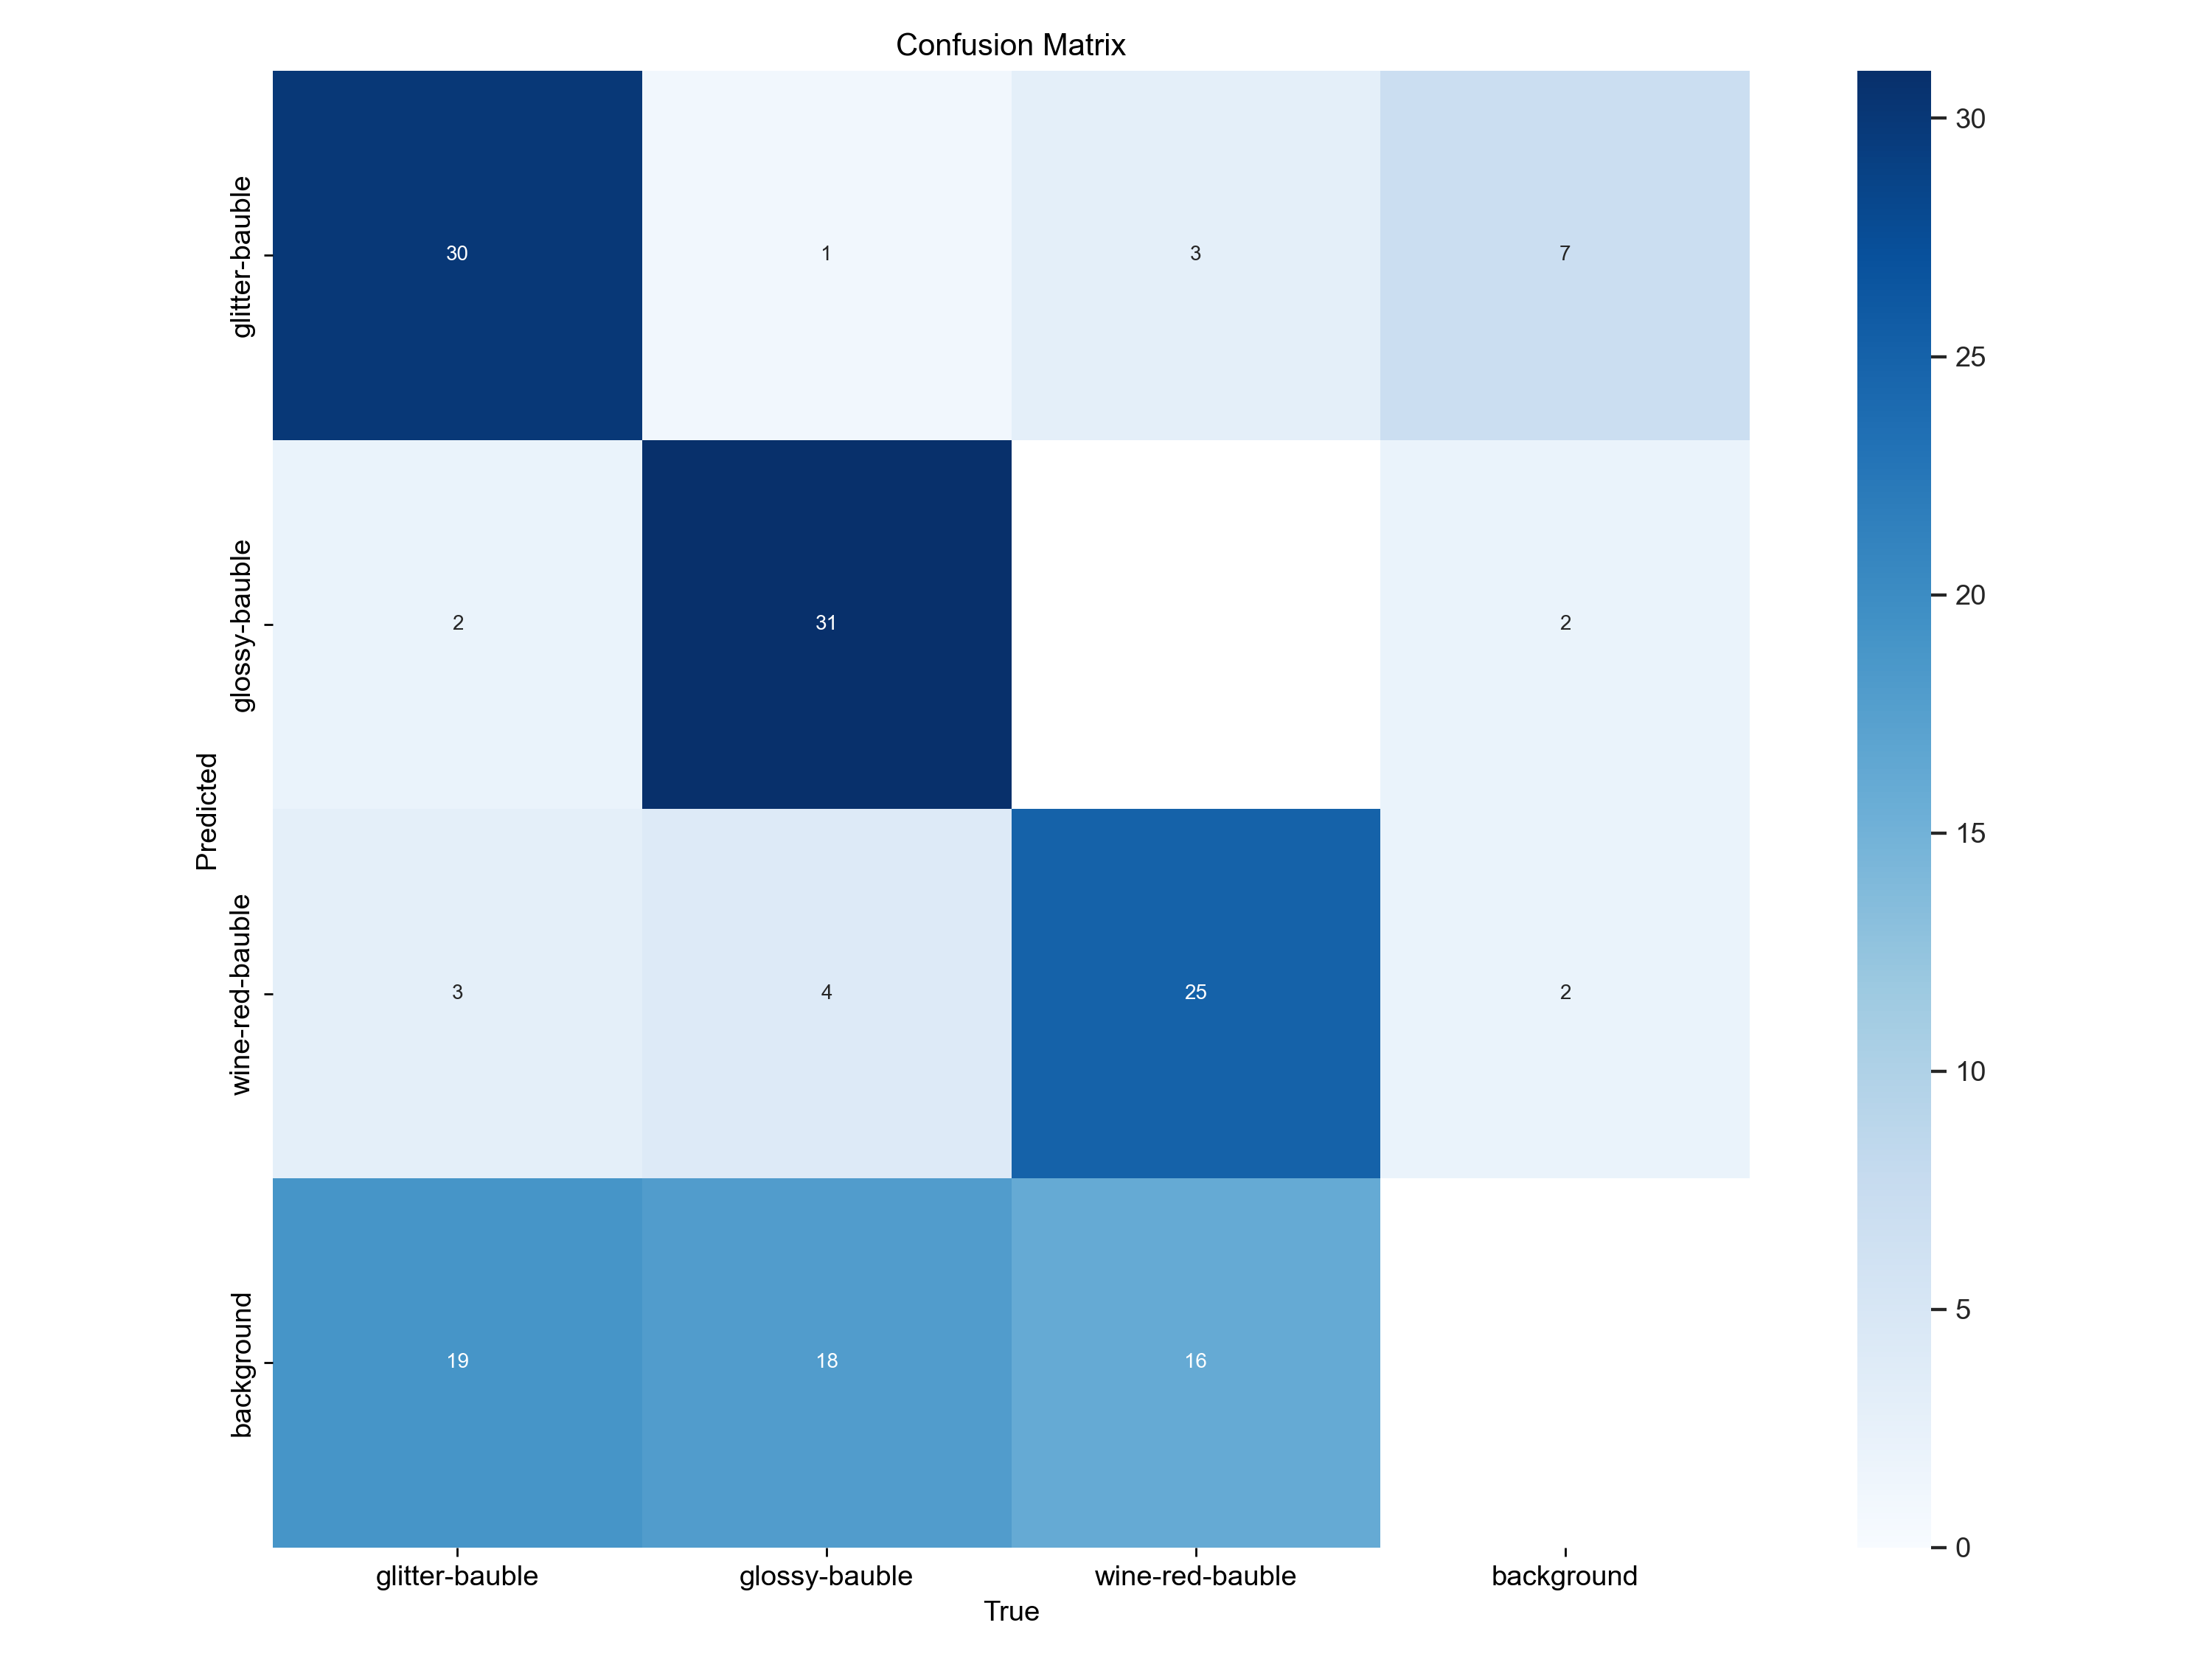 Confusion Matrix
glitter-bauble
30
1
3
7
glossy-bauble
2
31
2
wine-red-bauble
3
4
25
2
background
19
18
16
Predicted
glitter-bauble
glossy-bauble
wine-red-bauble
background
True
30
25
20
15
10
5
0